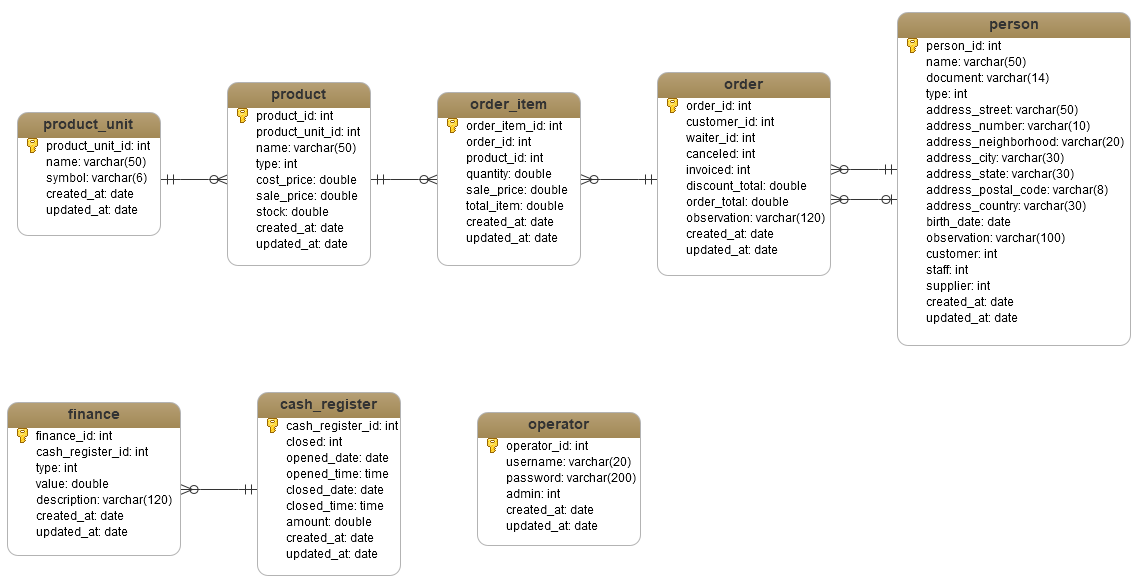 product_unit
product_unit_id: int
name: varchar(50)
symbol: varchar(6)
created_at: date
updated_at: date
product
product_id: int
product_unit_id: int
name: varchar(50)
type: int
cost_price: double
sale_price: double
stock: double
created_at: date
updated_at: date
order_item
order_item_id: int
order_id: int
product_id: int
quantity: double
sale_price: double
total_item: double
created_at: date
updated_at: date
order
order_id: int
customer_id: int
waiter_id: int
canceled: int
invoiced: int
discount_total: double
order_total: double
observation: varchar(120)
created_at: date
updated_at: date
person
person_id: int
name: varchar(50)
document: varchar(14)
type: int
address_street: varchar(50)
address_number: varchar(10)
address_neighborhood: varchar(20)
address_city: varchar(30)
address_state: varchar(30)
address_postal_code: varchar(8)
address_country: varchar(30)
birth_date: date
observation: varchar(100)
customer: int
staff: int
supplier: int
created_at: date
updated_at: date
finance
finance_id: int
cash_register_id: int
type: int
value: double
description: varchar(120)
created_at: date
updated_at: date
cash_register
cash_register_id: int
closed: int
opened_date: date
opened_time: time
closed_date: date
closed_time: time
amount: double
created_at: date
updated_at: date
operator
operator_id: int
username: varchar(20)
password: varchar(200)
admin: int
created_at: date
updated_at: date